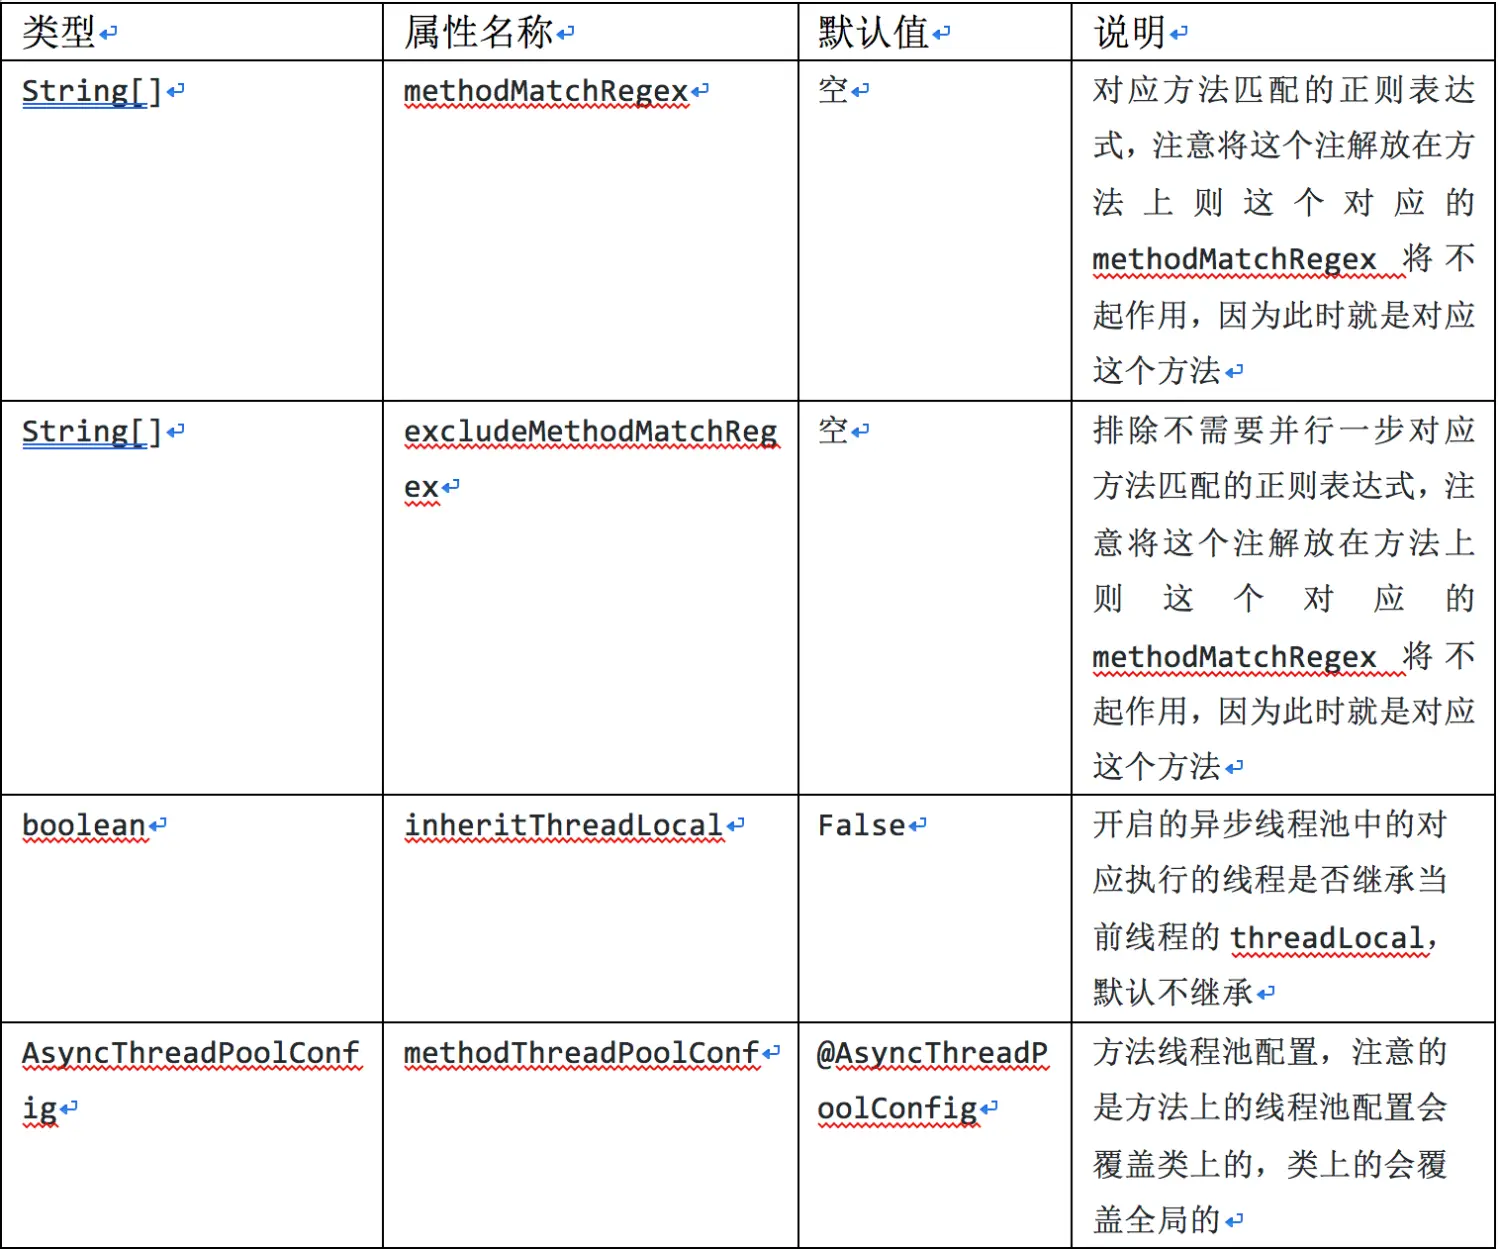 类型 属性名称 默认值 说明
String[] methodMatchRegex 空 对应方法匹配的正则表达
式，注意将这个注解放在方
法上则这个对应的
methodMatchRegex 将不
起作用，因为此时就是对应
这个方法
String[] excludeMethodMatchReg 空 排除不需要并行一步对应
ex 方法匹配的正则表达式，注
意将这个注解放在方法上
则这个对应的
methodMatchRegex 将不
起作用，因为此时就是对应
这个方法
boolean inheritThreadLocal False 开启的异步线程池中的对
应执行的线程是否继承当
前线程的 threadLocal，
默认不继承
AsyncThreadPoolConf methodThreadPoolConf @AsyncThreadP 方法线程池配置，注意的
ig oolConfig 是方法上的线程池配置会
覆盖类上的，类上的会覆
盖全局的